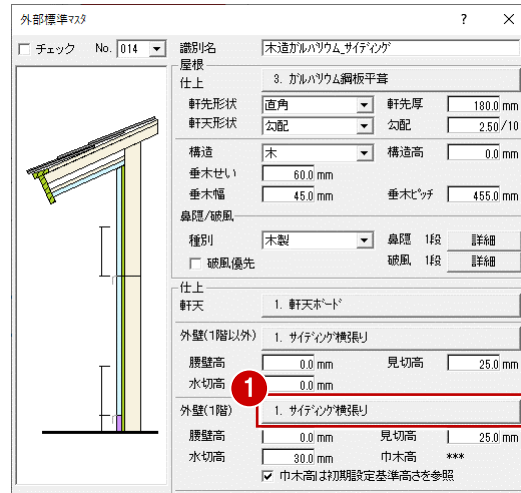 外部標準ﾏｽﾀ ? ×
チェック No. 014 識別名 木造ｶﾞﾙﾊﾞﾘｳﾑ_ｻｲﾃﾞｨﾝｸﾞ
屋根
仕上 3. ｶﾞﾙﾊﾞﾘｳﾑ鋼板平葺
軒先形状 直角 軒先厚 180.0 mm
軒天形状 勾配 勾配 2.50 /10
構造 木 構造高 0.0 mm
垂木せい 60.0 mm
垂木幅 45.0 mm 垂木ﾋﾟｯﾁ 455.0 mm
鼻隠/破風
種別 木製 鼻隠 1段 詳細
破風優先 破風 1段 詳細
仕上
軒天 1. 軒天ﾎﾞｰﾄﾞ
外壁(1階以外) 1. ｻｲﾃﾞｨﾝｸﾞ横張り
腰壁高 0.0 mm 見切高 25.0 mm
水切高 0.0 mm
1
外壁(1階) 1. ｻｲﾃﾞｨﾝｸﾞ横張り
腰壁高 0.0 mm 見切高 25.0 mm
水切高 30.0 mm 巾木高 ***
巾木高は初期設定基準高さを参照